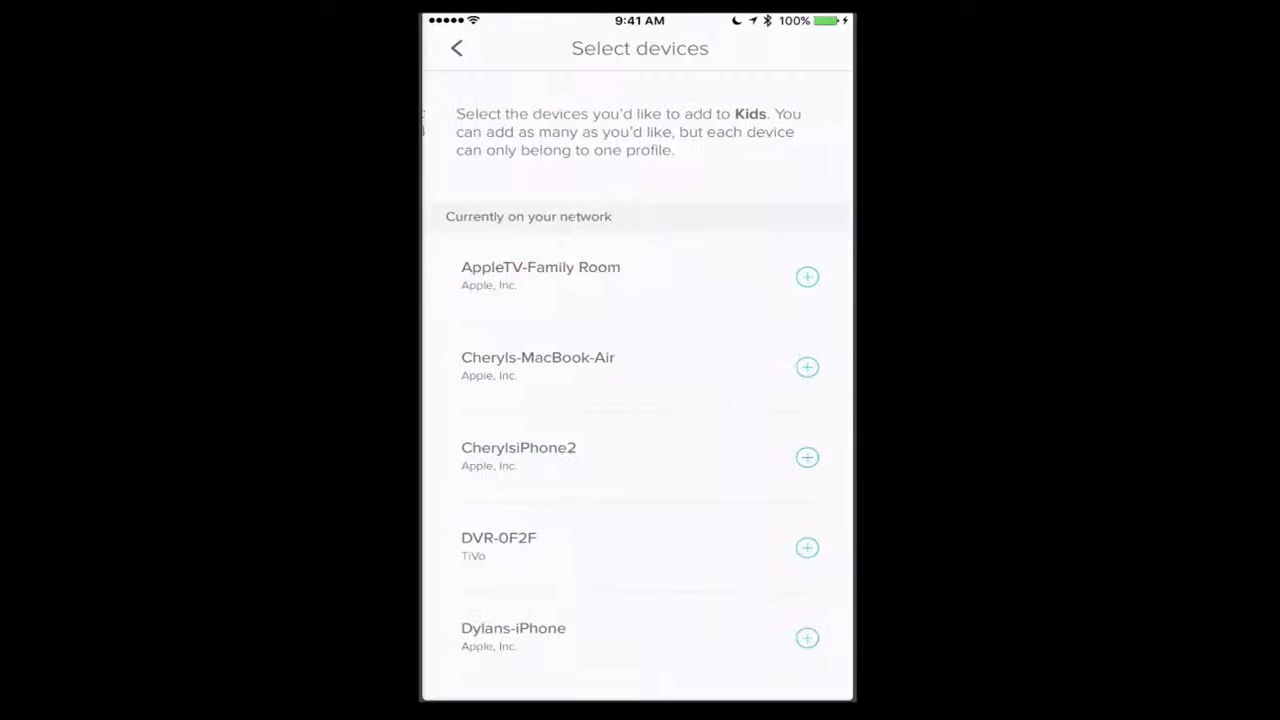 9:41 AM 100%
Select devices
Select the devices you'd like to add to Kids. You
can add as many as you'd like, but each device
can only belong to one profile.
Currently on your network
AppleTV-Family Room
Apple, Inc.
Cheryls-MacBook-Air
Apple, Inc.
CherylsiPhone2
Apple, Inc.
DVR-0F2F
TiVo
Dylans-iPhone
Apple, Inc.